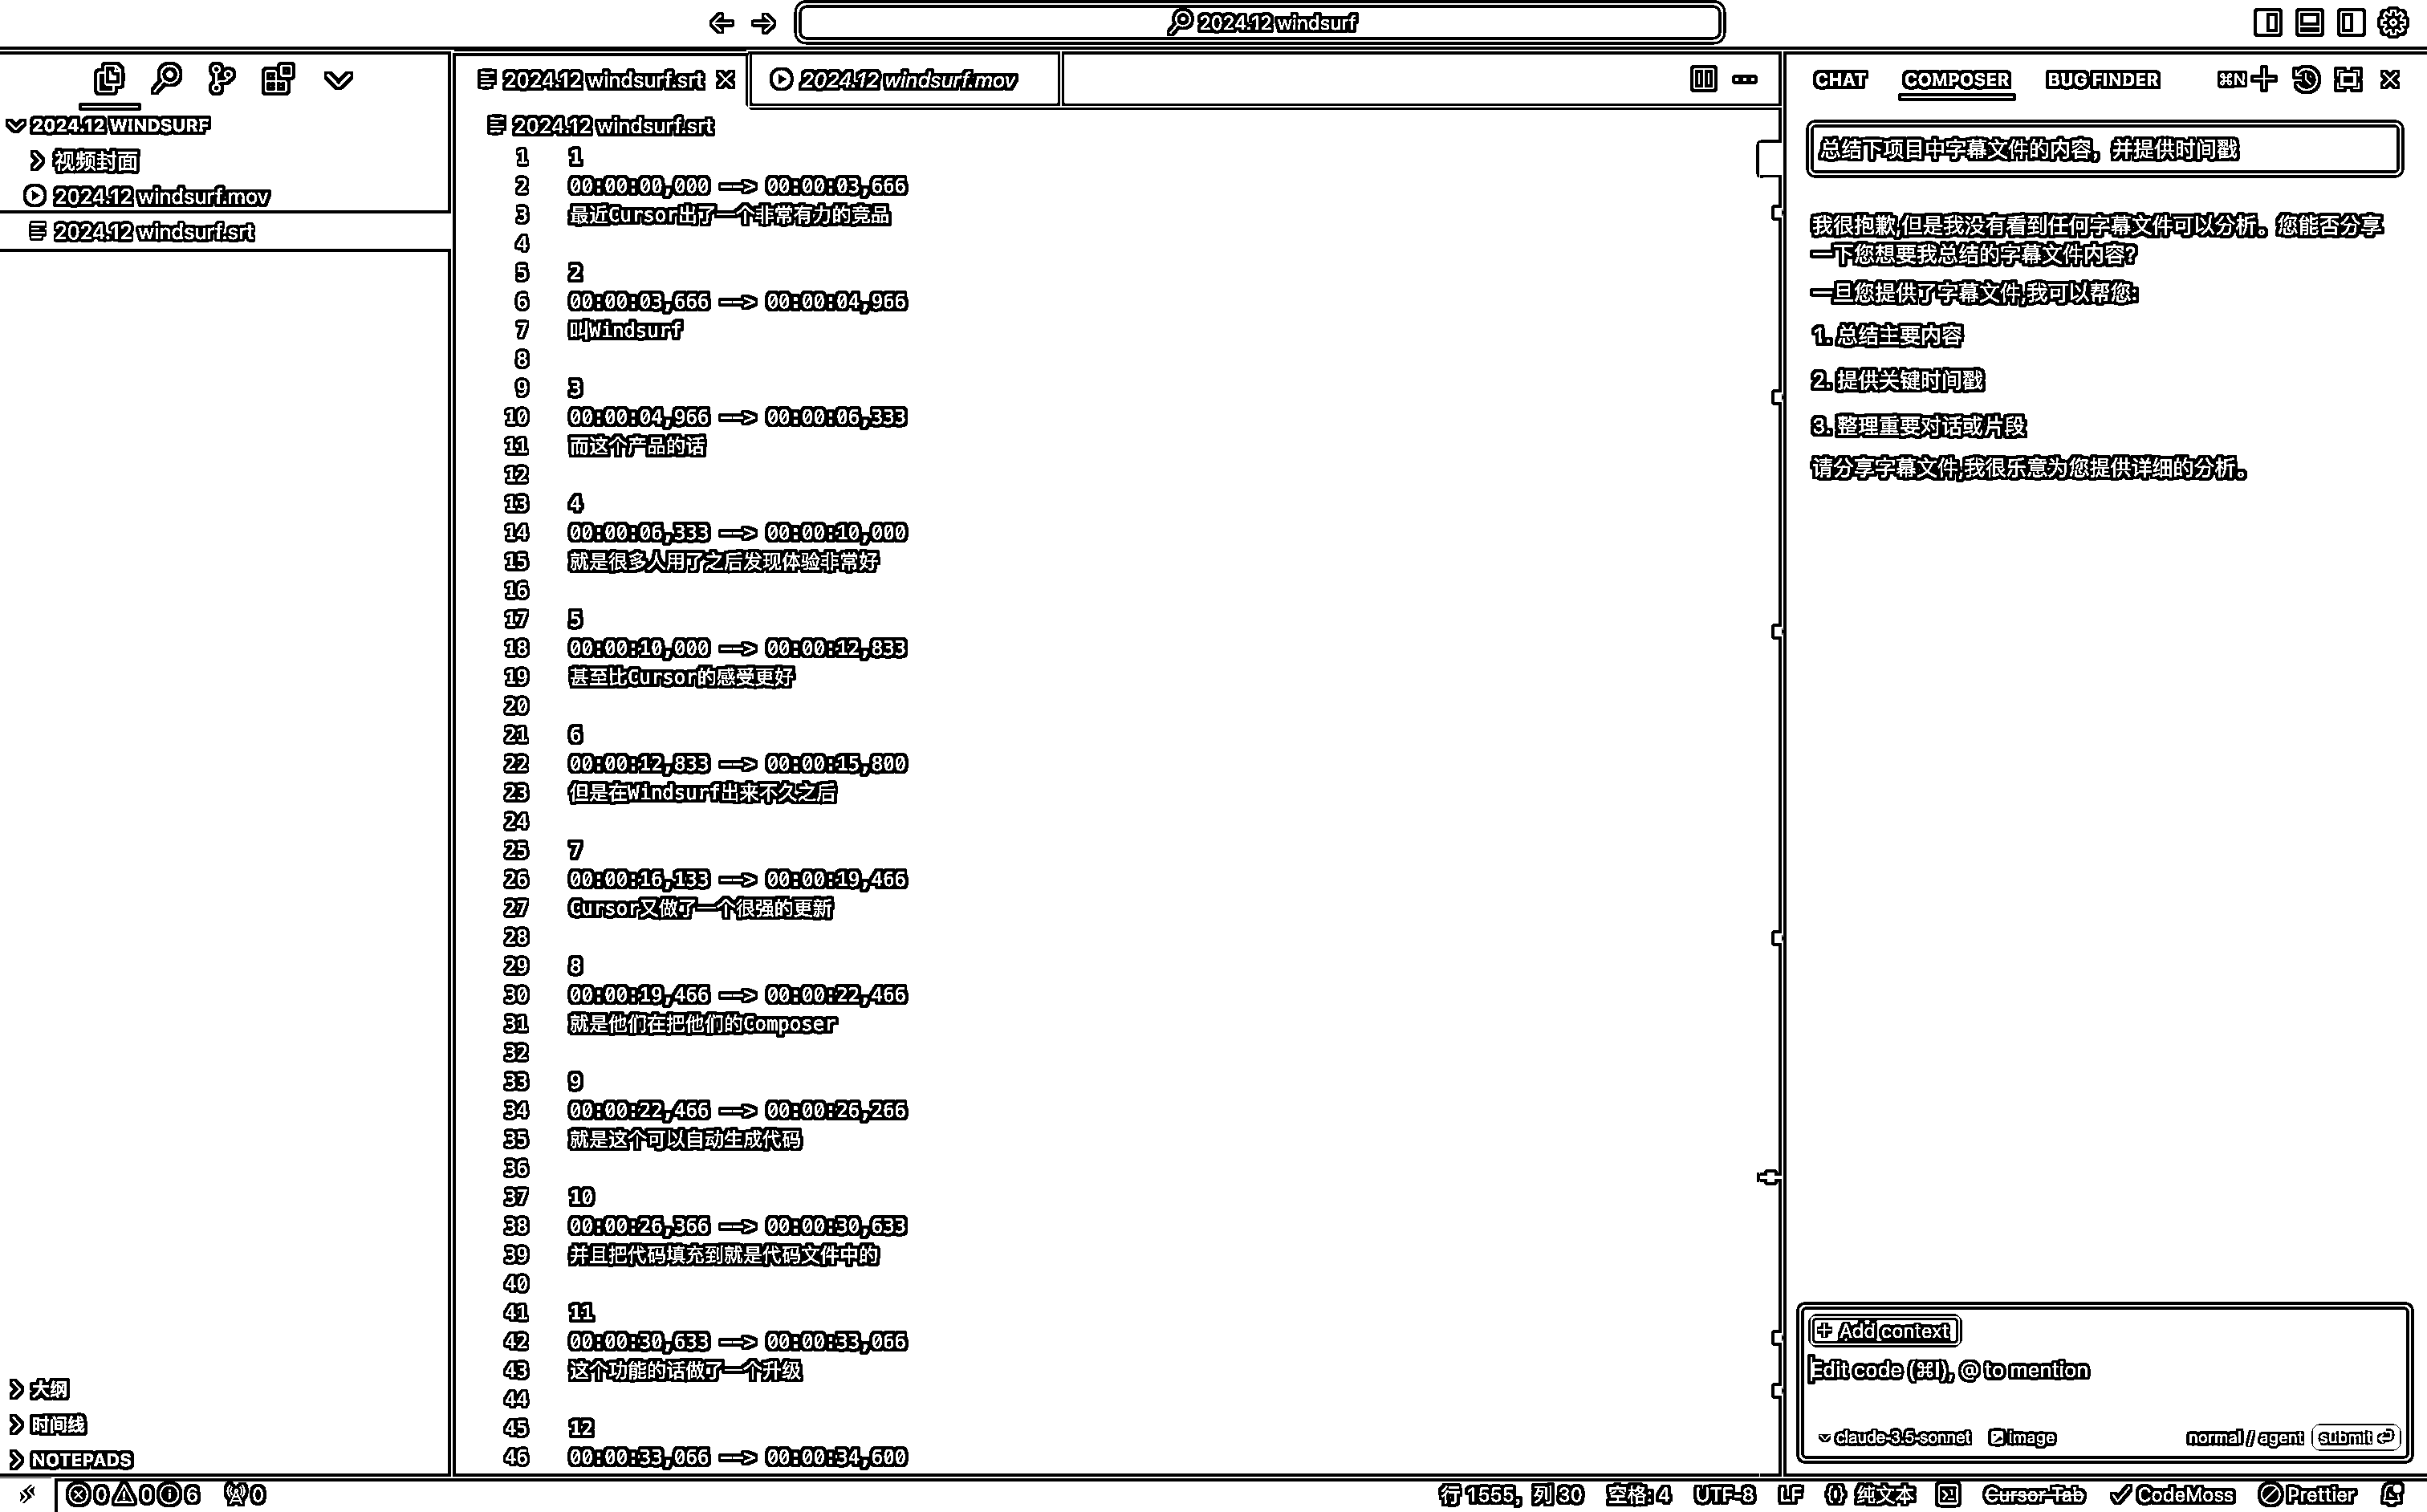 2024.12 windsurf
2024.12 WINDSURF
视频封面
2024.12 windsurf.mov
2024.12 windsurf.srt
大纲
时间线
NOTEPADS
2024.12 windsurf.srt
2024.12 windsurf.mov
2024.12 windsurf.srt
1 1
2 00:00:00,000 --> 00:00:03,666
3 最近Cursor出了一个非常有力的竞品
4
5 2
6 00:00:03,666 --> 00:00:04,966
7 叫Windsurf
8
9 3
10 00:00:04,966 --> 00:00:06,333
11 而这个产品的话
12
13 4
14 00:00:06,333 --> 00:00:10,000
15 就是很多人用了之后发现体验非常好
16
17 5
18 00:00:10,000 --> 00:00:12,833
19 甚至比Cursor的感受更好
20
21 6
22 00:00:12,833 --> 00:00:15,800
23 但是在Windsurf出来不久之后
24
25 7
26 00:00:16,133 --> 00:00:19,466
27 Cursor又做了一个很强的更新
28
29 8
30 00:00:19,466 --> 00:00:22,466
31 就是他们在把他们的Composer
32
33 9
34 00:00:22,466 --> 00:00:26,266
35 就是这个可以自动生成代码
36
37 10
38 00:00:26,366 --> 00:00:30,633
39 并且把代码填充到就是代码文件中的
40
41 11
42 00:00:30,633 --> 00:00:33,066
43 这个功能的话做了一个升级
44
45 12
46 00:00:33,066 --> 00:00:34,600
CHAT COMPOSER BUG FINDER ⌘N
总结下项目中字幕文件的内容，并提供时间戳
我很抱歉,但是我没有看到任何字幕文件可以分析。您能否分享
一下您想要我总结的字幕文件内容?
一旦您提供了字幕文件,我可以帮您:
1. 总结主要内容
2. 提供关键时间戳
3. 整理重要对话或片段
请分享字幕文件,我很乐意为您提供详细的分析。
+ Add context
Edit code (⌘I), @ to mention
claude-3.5-sonnet image normal / agent submit
0 0 6 0
行 1555，列 30 空格: 4 UTF-8 LF {} 纯文本 Cursor Tab CodeMoss Prettier